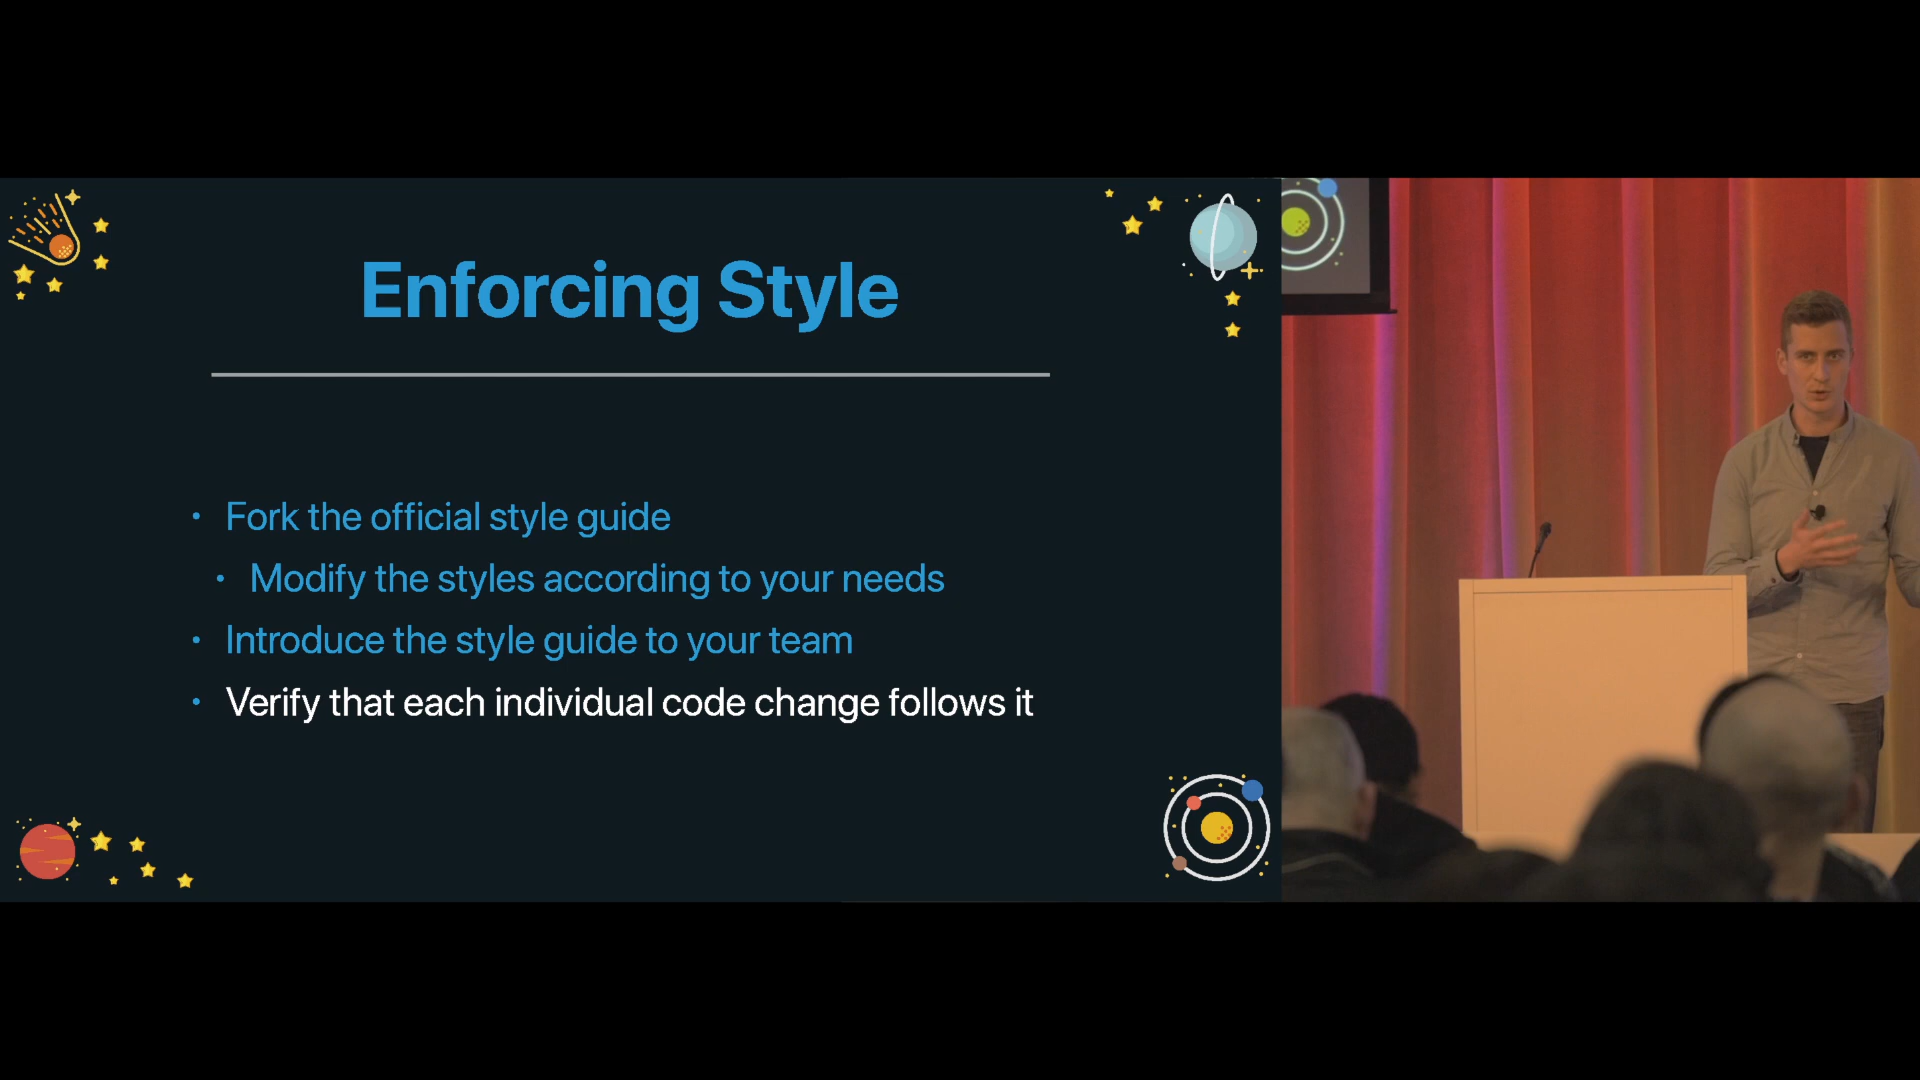 Enforcing Style
• Fork the official style guide
• Modify the styles according to your needs
• Introduce the style guide to your team
• Verify that each individual code change follows it